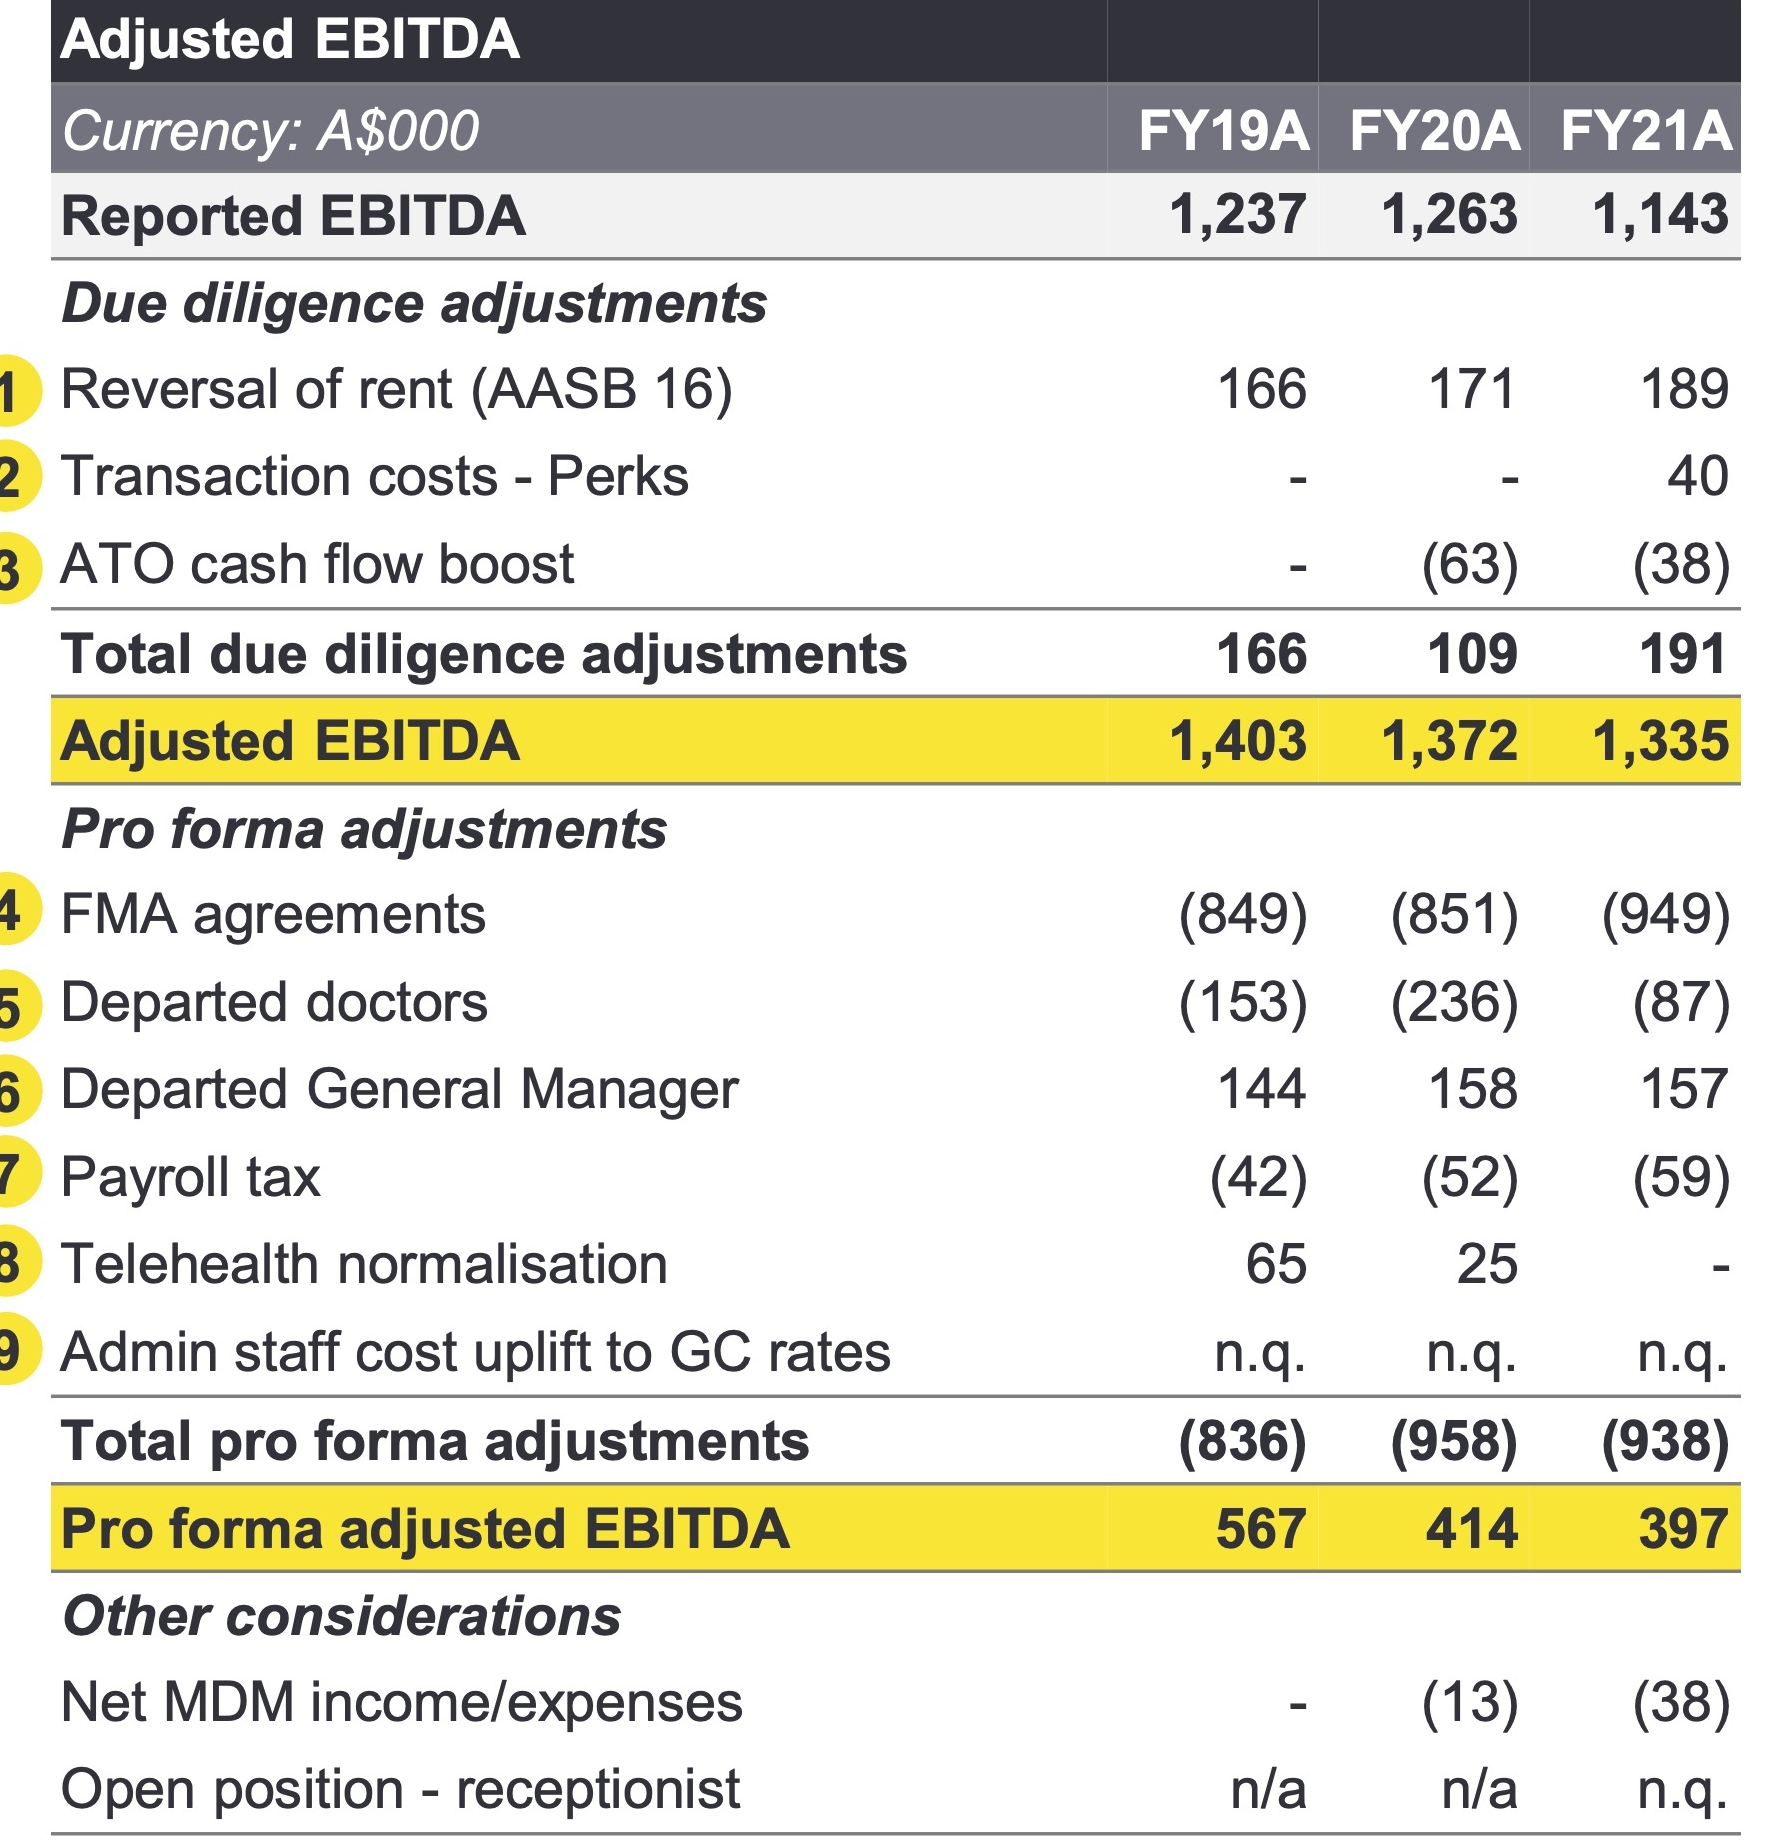 Adjusted EBITDA
Currency: A$000 FY19A FY20A FY21A
Reported EBITDA 1,237 1,263 1,143
Due diligence adjustments
1 Reversal of rent (AASB 16) 166 171 189
2 Transaction costs - Perks - - 40
3 ATO cash flow boost - (63) (38)
Total due diligence adjustments 166 109 191
Adjusted EBITDA 1,403 1,372 1,335
Pro forma adjustments
4 FMA agreements (849) (851) (949)
5 Departed doctors (153) (236) (87)
6 Departed General Manager 144 158 157
7 Payroll tax (42) (52) (59)
8 Telehealth normalisation 65 25 -
9 Admin staff cost uplift to GC rates n.q. n.q. n.q.
Total pro forma adjustments (836) (958) (938)
Pro forma adjusted EBITDA 567 414 397
Other considerations
Net MDM income/expenses - (13) (38)
Open position - receptionist n/a n/a n.q.